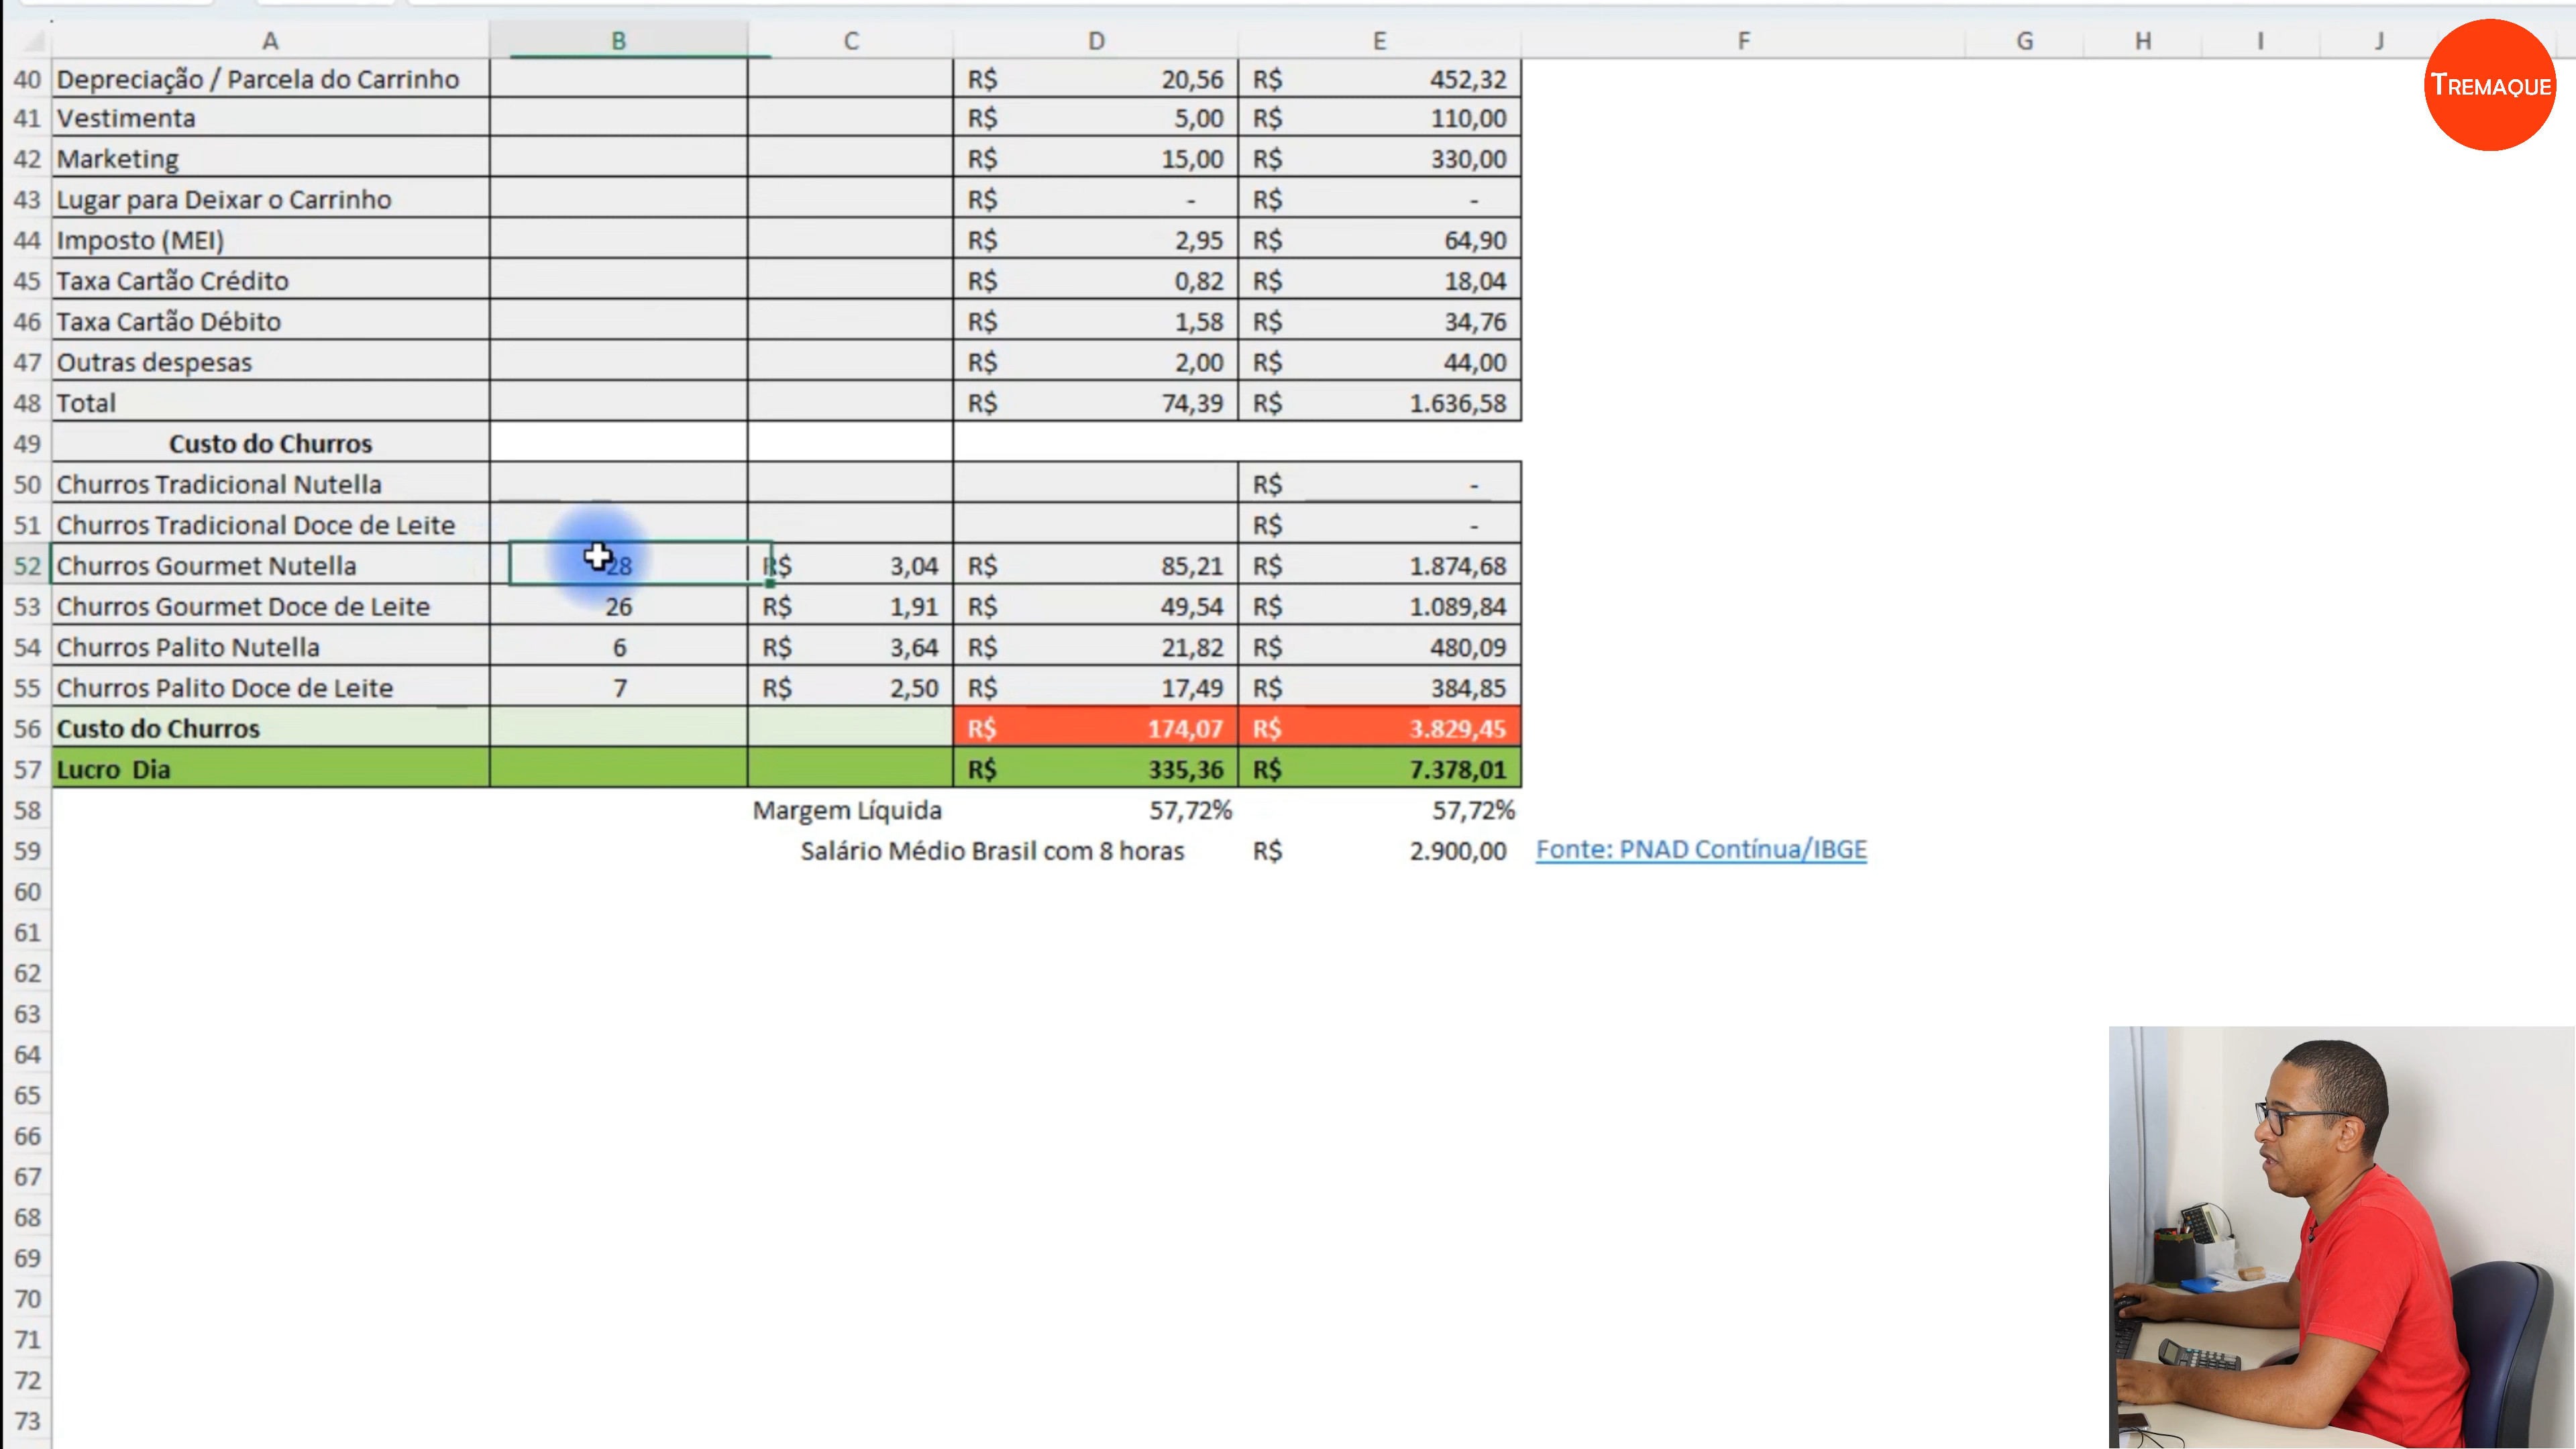 A B C D E F G H I J
TREMAQUE
40 Depreciação / Parcela do Carrinho R$ 20,56 R$ 452,32
41 Vestimenta R$ 5,00 R$ 110,00
42 Marketing R$ 15,00 R$ 330,00
43 Lugar para Deixar o Carrinho R$ - R$ -
44 Imposto (MEI) R$ 2,95 R$ 64,90
45 Taxa Cartão Crédito R$ 0,82 R$ 18,04
46 Taxa Cartão Débito R$ 1,58 R$ 34,76
47 Outras despesas R$ 2,00 R$ 44,00
48 Total R$ 74,39 R$ 1.636,58
49 Custo do Churros
50 Churros Tradicional Nutella R$ -
51 Churros Tradicional Doce de Leite R$ -
52 Churros Gourmet Nutella 28 R$ 3,04 R$ 85,21 R$ 1.874,68
53 Churros Gourmet Doce de Leite 26 R$ 1,91 R$ 49,54 R$ 1.089,84
54 Churros Palito Nutella 6 R$ 3,64 R$ 21,82 R$ 480,09
55 Churros Palito Doce de Leite 7 R$ 2,50 R$ 17,49 R$ 384,85
56 Custo do Churros R$ 174,07 R$ 3.829,45
57 Lucro Dia R$ 335,36 R$ 7.378,01
58 Margem Líquida 57,72% 57,72%
59 Salário Médio Brasil com 8 horas R$ 2.900,00 Fonte: PNAD Contínua/IBGE
60
61
62
63
64
65
66
67
68
69
70
71
72
73